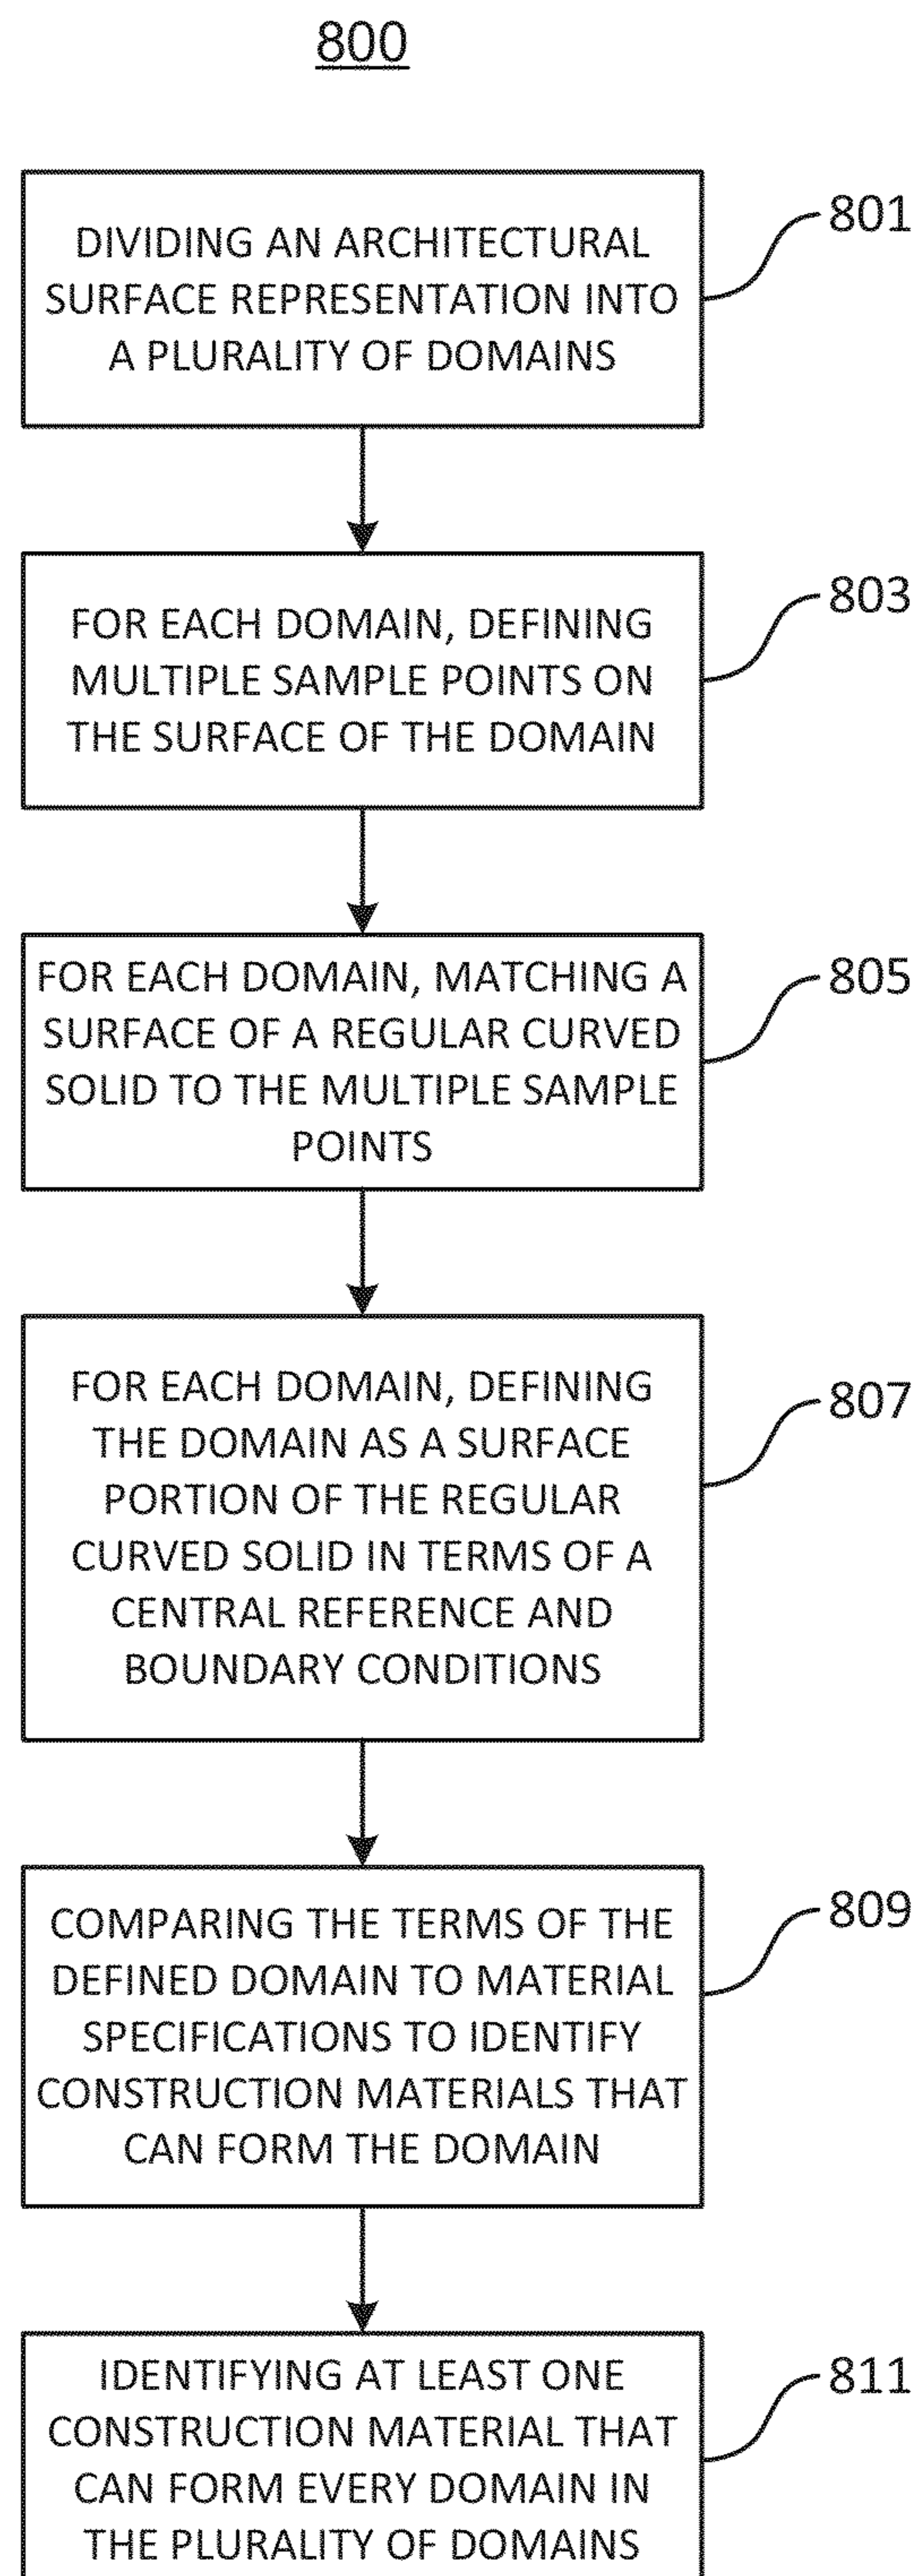 800
DIVIDING AN ARCHITECTURAL
SURFACE REPRESENTATION INTO
A PLURALITY OF DOMAINS
801
FOR EACH DOMAIN, DEFINING
MULTIPLE SAMPLE POINTS ON
THE SURFACE OF THE DOMAIN
803
FOR EACH DOMAIN, MATCHING A
SURFACE OF A REGULAR CURVED
SOLID TO THE MULTIPLE SAMPLE
POINTS
805
FOR EACH DOMAIN, DEFINING
THE DOMAIN AS A SURFACE
PORTION OF THE REGULAR
CURVED SOLID IN TERMS OF A
CENTRAL REFERENCE AND
BOUNDARY CONDITIONS
807
COMPARING THE TERMS OF THE
DEFINED DOMAIN TO MATERIAL
SPECIFICATIONS TO IDENTIFY
CONSTRUCTION MATERIALS THAT
CAN FORM THE DOMAIN
809
IDENTIFYING AT LEAST ONE
CONSTRUCTION MATERIAL THAT
CAN FORM EVERY DOMAIN IN
THE PLURALITY OF DOMAINS
811